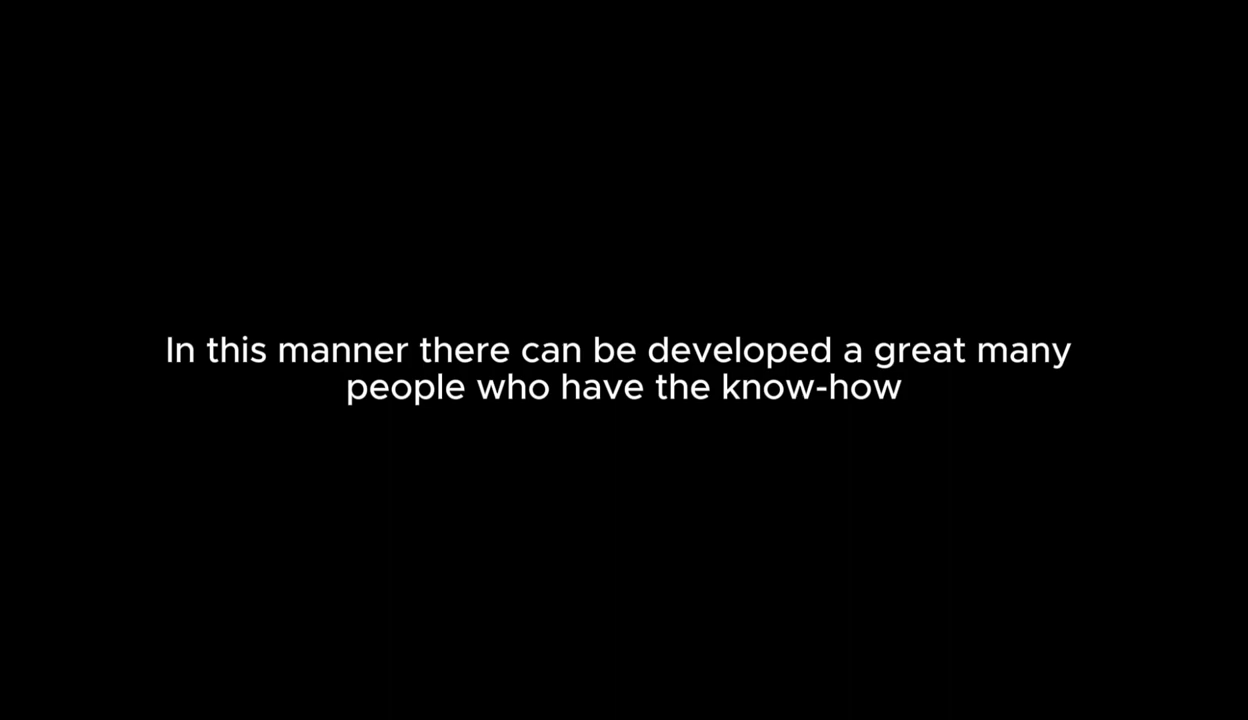 In this manner there can be developed a great many
people who have the know-how